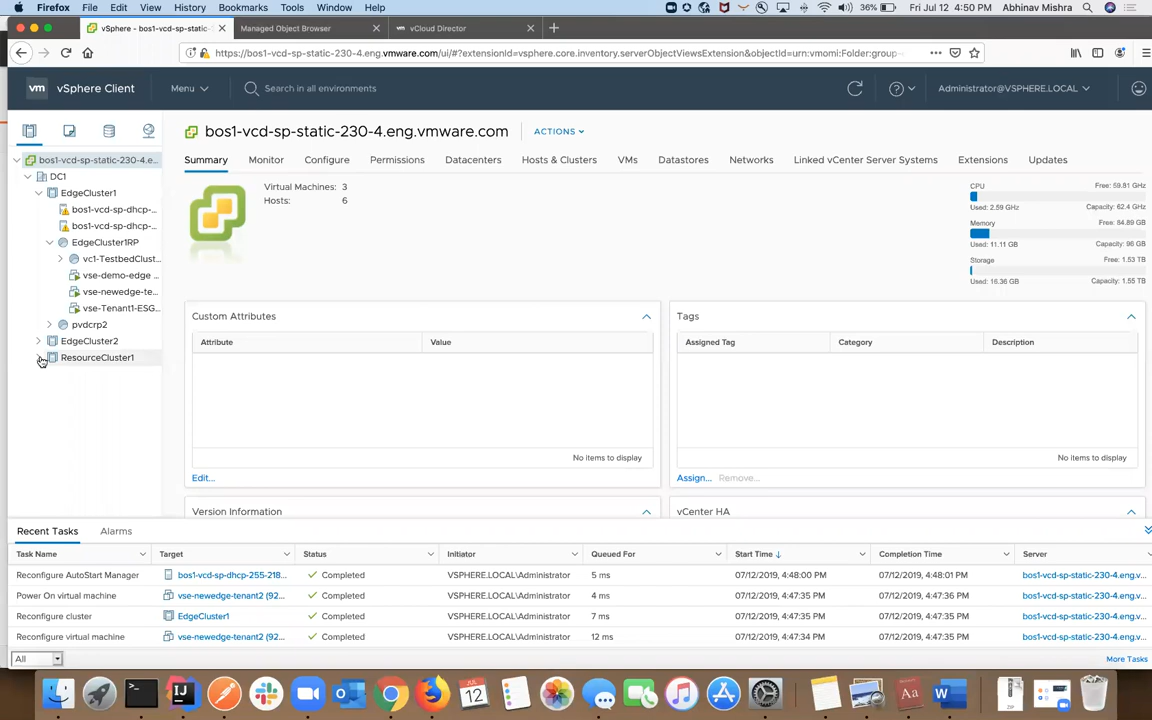 Firefox File Edit View History Bookmarks Tools Window Help 36% Fri Jul 12 4:50 PM Abhinav Mishra
vSphere - bos1-vcd-sp-static- Managed Object Browser vCloud Director
https://bos1-vcd-sp-static-230-4.eng.vmware.com/ui/#?extensionId=vsphere.core.inventory.serverObjectViewsExtension&objectId=urn:vmomi:Folder:group-
vm vSphere Client Menu Search in all environments Administrator@VSPHERE.LOCAL
bos1-vcd-sp-static-230-4.eng.vmware.com ACTIONS
Summary Monitor Configure Permissions Datacenters Hosts & Clusters VMs Datastores Networks Linked vCenter Server Systems Extensions Updates
bos1-vcd-sp-static-230-4.e...
DC1
EdgeCluster1
bos1-vcd-sp-dhcp-...
bos1-vcd-sp-dhcp-...
EdgeCluster1RP
vc1-TestbedClust...
vse-demo-edge ...
vse-newedge-te...
vse-Tenant1-ESG...
pvdcrp2
EdgeCluster2
ResourceCluster1
Virtual Machines: 3
Hosts: 6
CPU Free: 59.81 GHz
Used: 2.59 GHz Capacity: 62.4 GHz
Memory Free: 84.89 GB
Used: 11.11 GB Capacity: 96 GB
Storage Free: 1.53 TB
Used: 16.36 GB Capacity: 1.55 TB
Custom Attributes
Attribute Value
No items to display
Edit...
Tags
Assigned Tag Category Description
No items to display
Assign... Remove...
Version Information vCenter HA
Recent Tasks Alarms
Task Name Target Status Initiator Queued For Start Time Completion Time Server
Reconfigure AutoStart Manager bos1-vcd-sp-dhcp-255-218... Completed VSPHERE.LOCAL\Administrator 5 ms 07/12/2019, 4:48:00 PM 07/12/2019, 4:48:01 PM bos1-vcd-sp-static-230-4.eng.v...
Power On virtual machine vse-newedge-tenant2 (92... Completed VSPHERE.LOCAL\Administrator 4 ms 07/12/2019, 4:47:35 PM 07/12/2019, 4:47:36 PM bos1-vcd-sp-static-230-4.eng.v...
Reconfigure cluster EdgeCluster1 Completed VSPHERE.LOCAL\Administrator 7 ms 07/12/2019, 4:47:35 PM 07/12/2019, 4:47:35 PM bos1-vcd-sp-static-230-4.eng.v...
Reconfigure virtual machine vse-newedge-tenant2 (92... Completed VSPHERE.LOCAL\Administrator 12 ms 07/12/2019, 4:47:34 PM 07/12/2019, 4:47:35 PM bos1-vcd-sp-static-230-4.eng.v...
All More Tasks